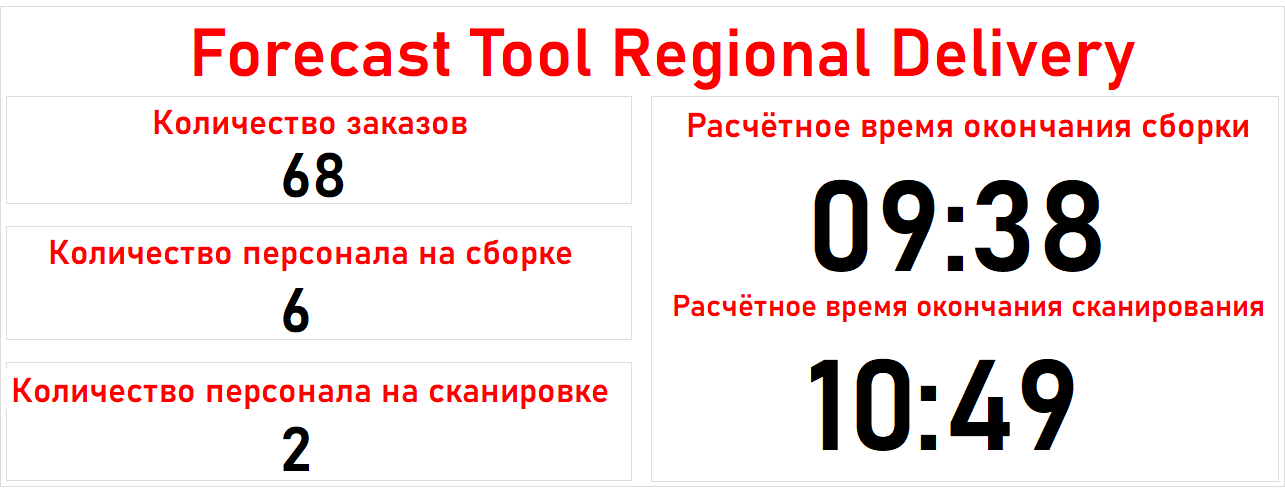 Forecast Tool Regional Delivery
Количество заказов
68
Количество персонала на сборке
6
Количество персонала на сканировке
2
Расчётное время окончания сборки
09:38
Расчётное время окончания сканирования
10:49